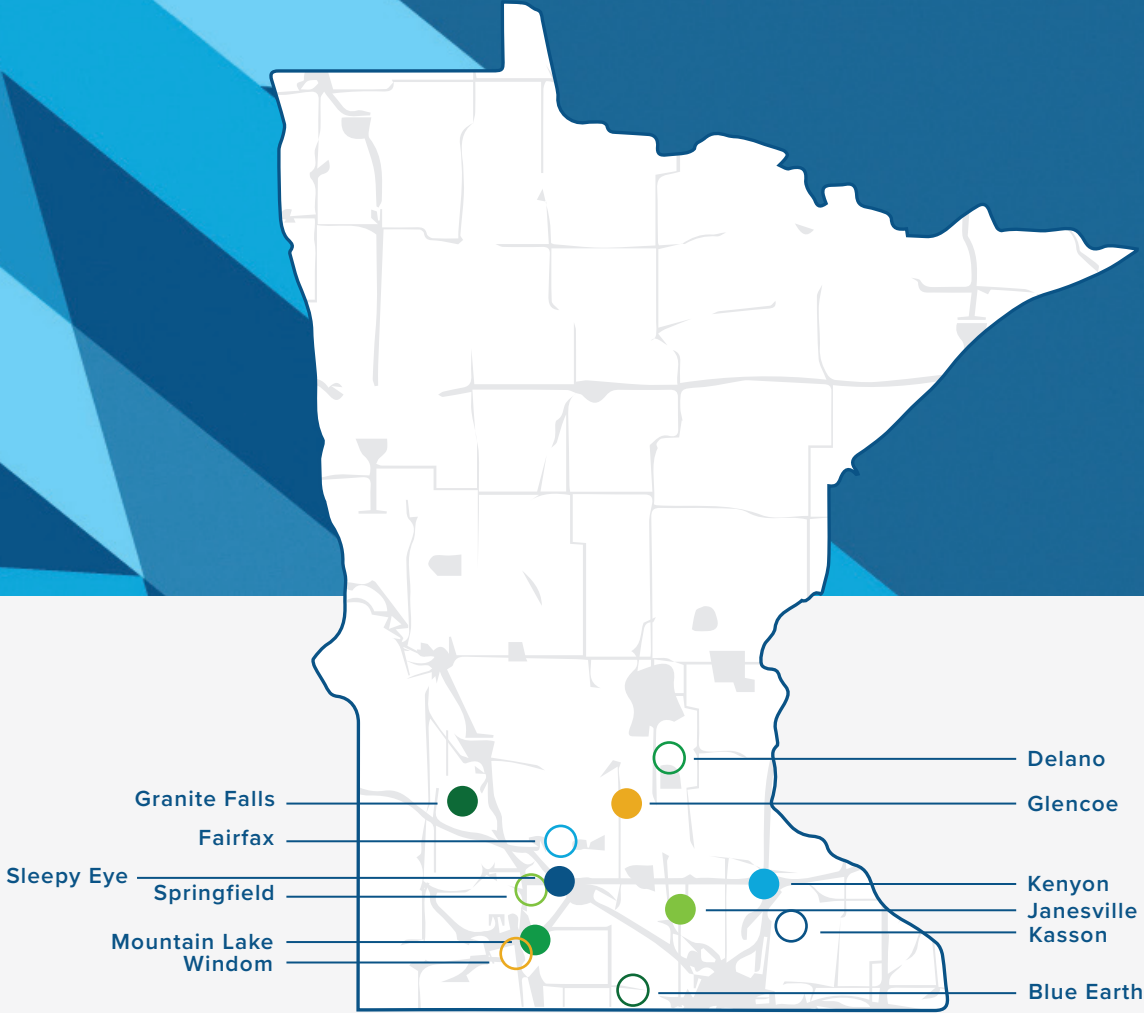 Delano
Granite Falls
Glencoe
Fairfax
Sleepy Eye
Springfield
Kenyon
Janesville
Kasson
Mountain Lake
Windom
Blue Earth